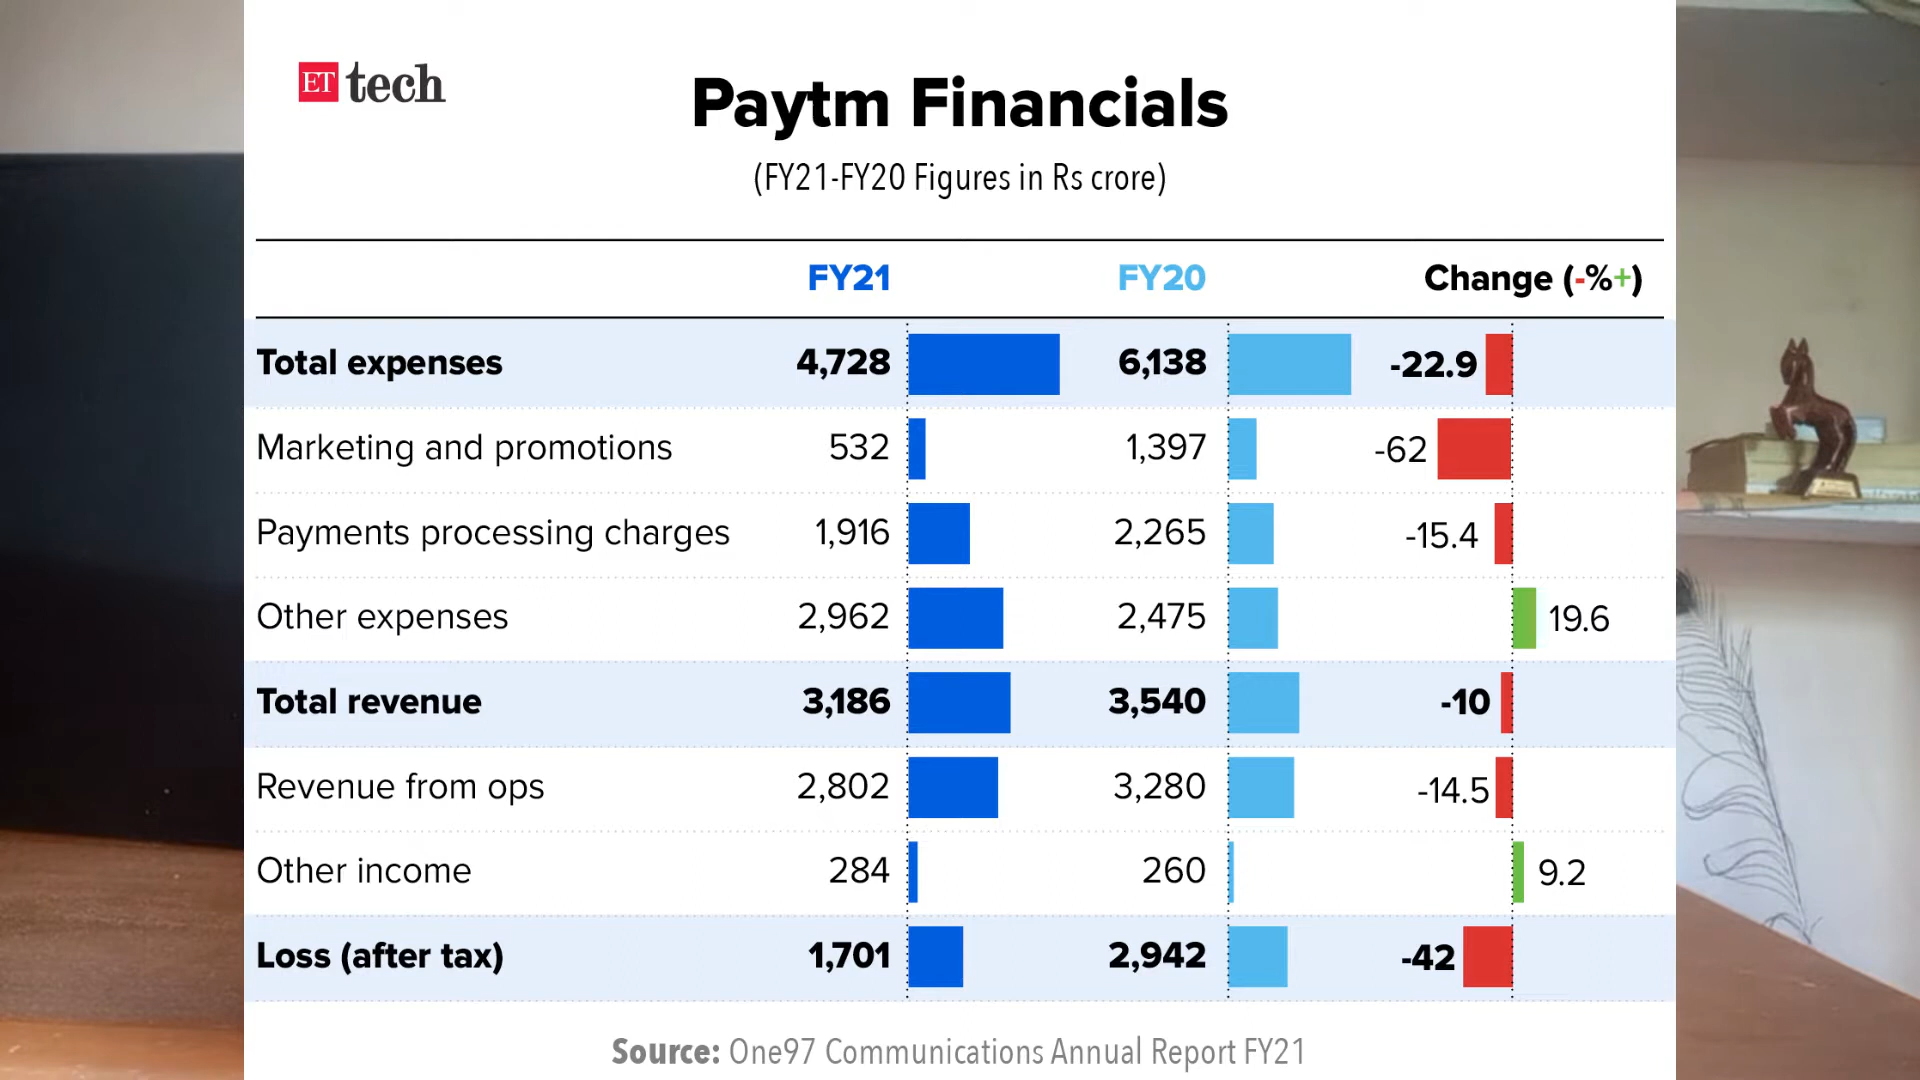 ET tech
Paytm Financials
(FY21-FY20 Figures in Rs crore)
FY21 FY20 Change (-%+)
Total expenses 4,728 6,138 -22.9
Marketing and promotions 532 1,397 -62
Payments processing charges 1,916 2,265 -15.4
Other expenses 2,962 2,475 19.6
Total revenue 3,186 3,540 -10
Revenue from ops 2,802 3,280 -14.5
Other income 284 260 9.2
Loss (after tax) 1,701 2,942 -42
Source: One97 Communications Annual Report FY21